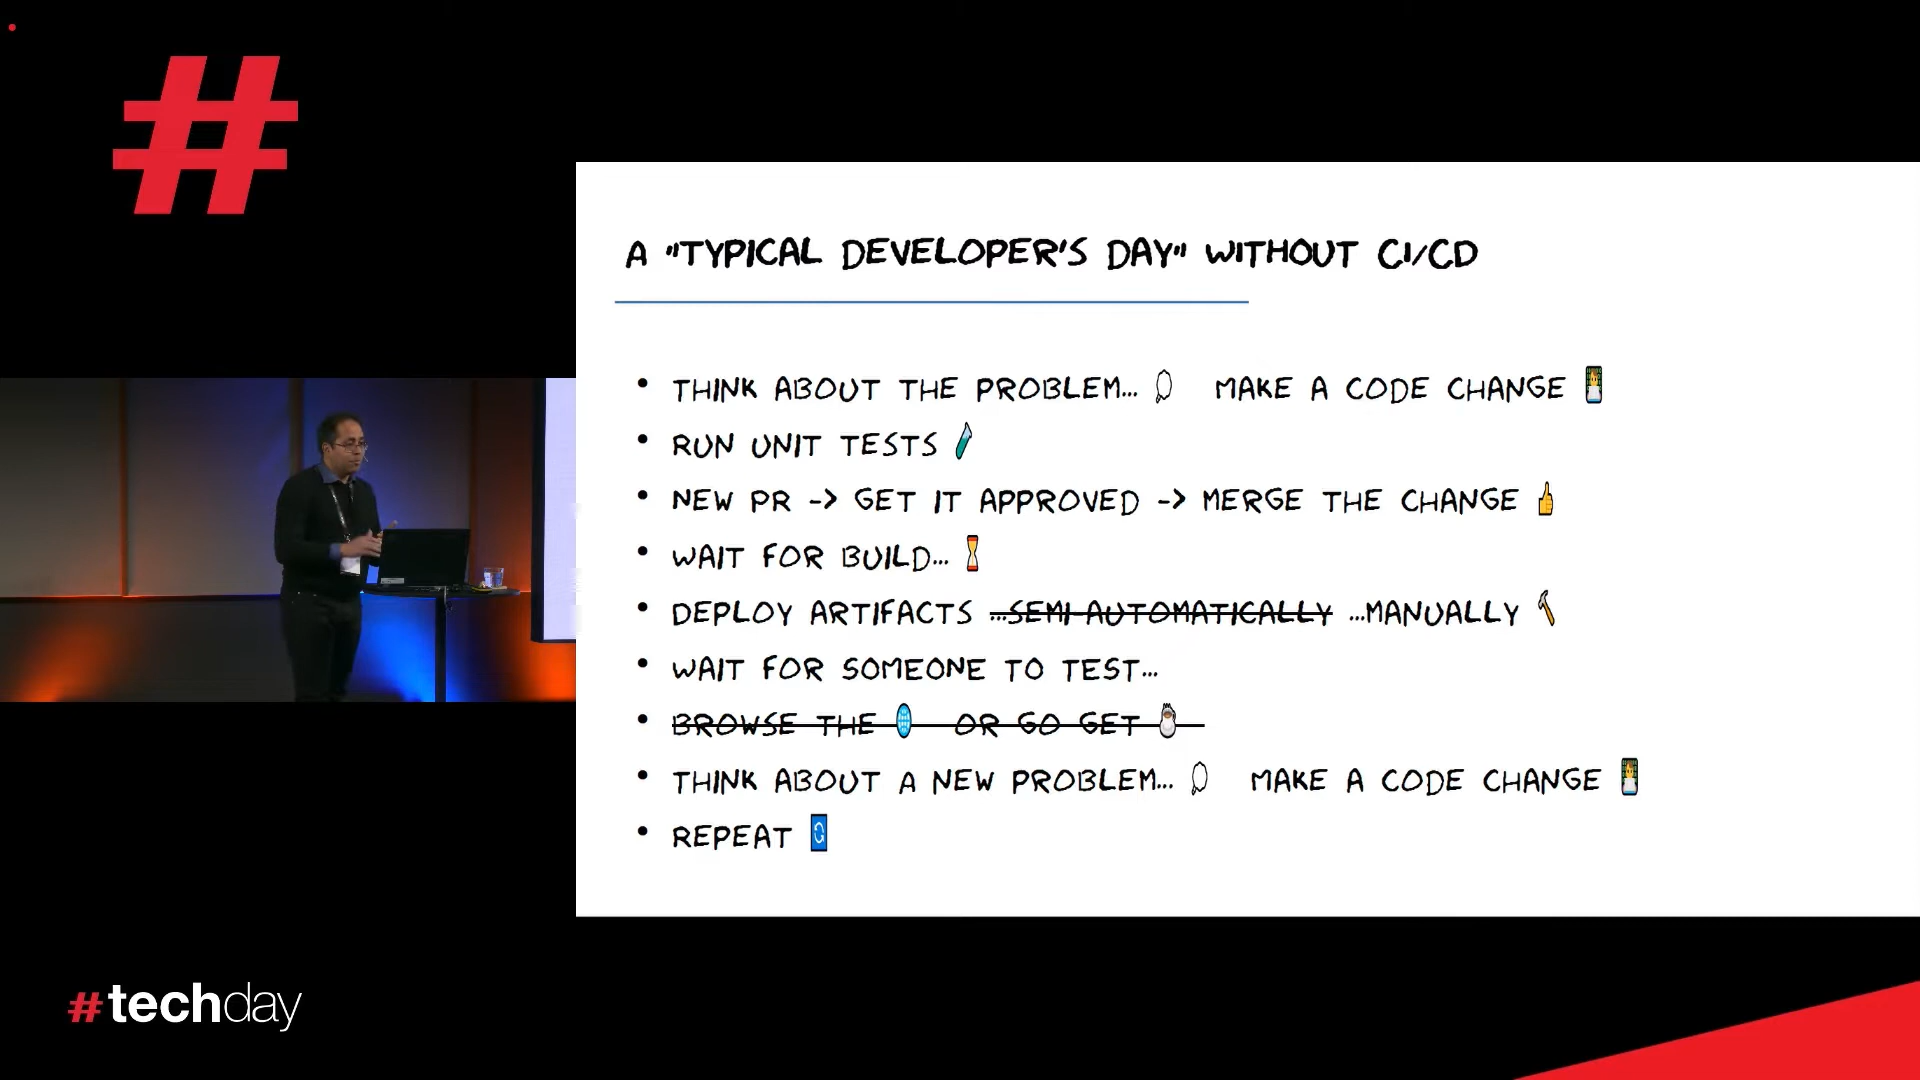 #
A "TYPICAL DEVELOPER'S DAY" WITHOUT CI/CD
• THINK ABOUT THE PROBLEM... MAKE A CODE CHANGE
• RUN UNIT TESTS
• NEW PR -> GET IT APPROVED -> MERGE THE CHANGE
• WAIT FOR BUILD...
• DEPLOY ARTIFACTS ...SEMI-AUTOMATICALLY ...MANUALLY
• WAIT FOR SOMEONE TO TEST...
• BROWSE THE OR GO GET
• THINK ABOUT A NEW PROBLEM... MAKE A CODE CHANGE
• REPEAT
#techday